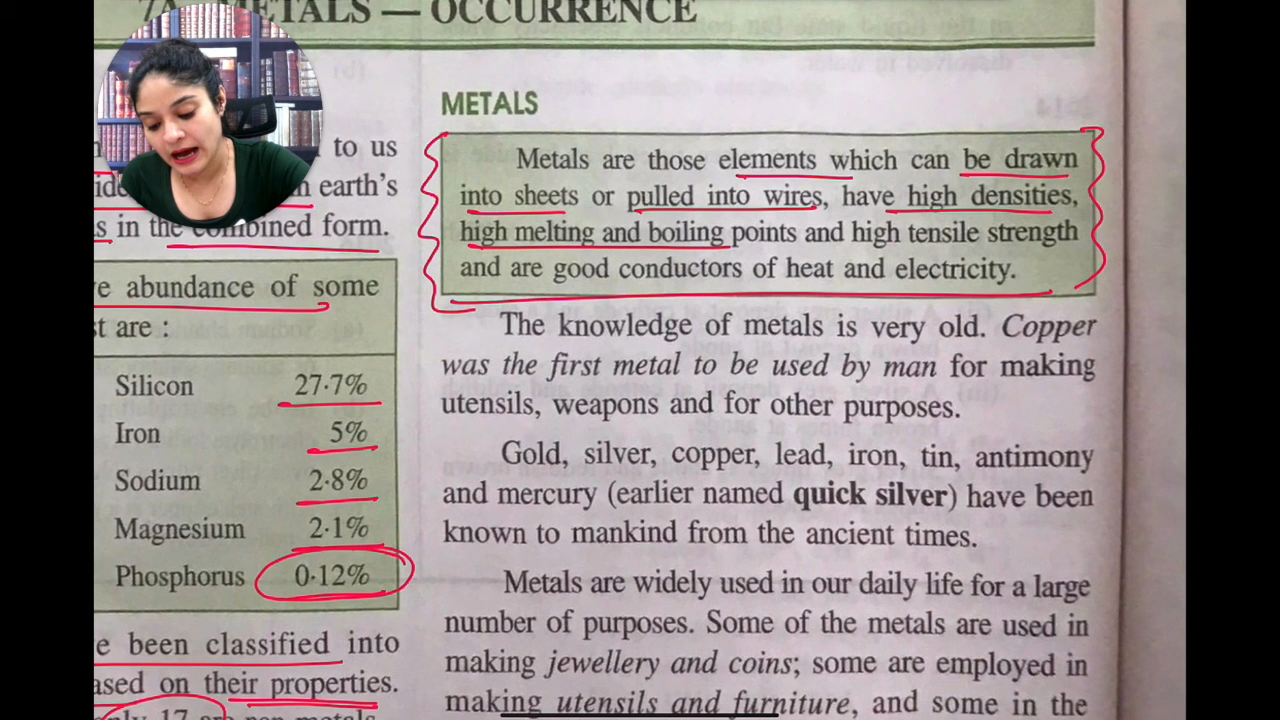 METALS — OCCURRENCE
to us
earth's
in the combined form.
abundance of some
are :
Silicon 27·7%
Iron 5%
Sodium 2·8%
Magnesium 2·1%
Phosphorus 0·12%
been classified into
on their properties.
17
METALS
Metals are those elements which can be drawn
into sheets or pulled into wires, have high densities,
high melting and boiling points and high tensile strength
and are good conductors of heat and electricity.
The knowledge of metals is very old. Copper
was the first metal to be used by man for making
utensils, weapons and for other purposes.
Gold, silver, copper, lead, iron, tin, antimony
and mercury (earlier named quick silver) have been
known to mankind from the ancient times.
Metals are widely used in our daily life for a large
number of purposes. Some of the metals are used in
making jewellery and coins; some are employed in
making utensils and furniture, and some in the